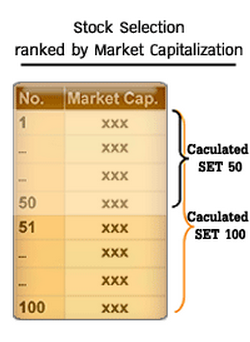 Stock Selection
ranked by Market Capitalization
No. Market Cap.
1 xxx
... xxx
... xxx
50 xxx
51 xxx
... xxx
... xxx
100 xxx
Caculated
SET 50
Caculated
SET 100